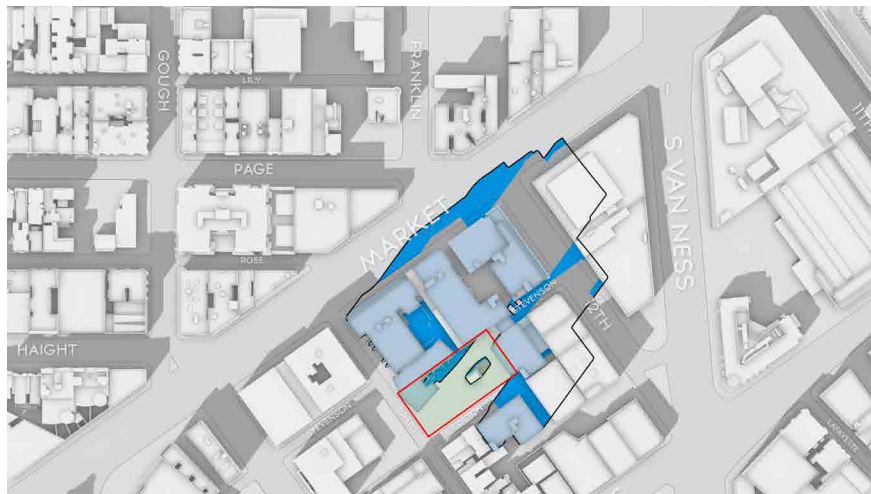 GOUGH
FRANKLIN
LILY
11TH
S VAN NESS
PAGE
MARKET
ROSE
STEVENSON
12TH
HAIGHT
STEVENSON
LAFAYETTE